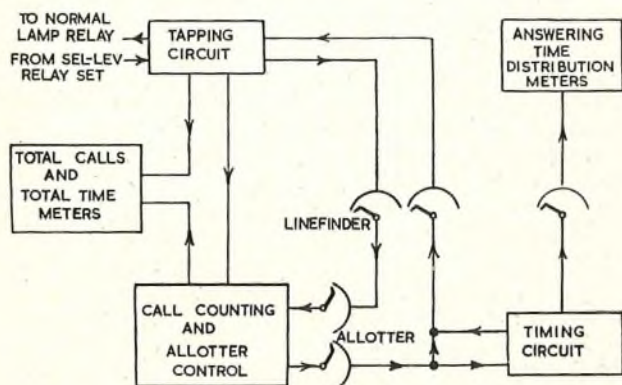 TO NORMAL
LAMP RELAY
FROM SEL-LEV
RELAY SET
TAPPING
CIRCUIT
ANSWERING
TIME
DISTRIBUTION
METERS
TOTAL CALLS
AND
TOTAL TIME
METERS
LINEFINDER
CALL COUNTING
AND
ALLOTTER
CONTROL
ALLOTTER
TIMING
CIRCUIT